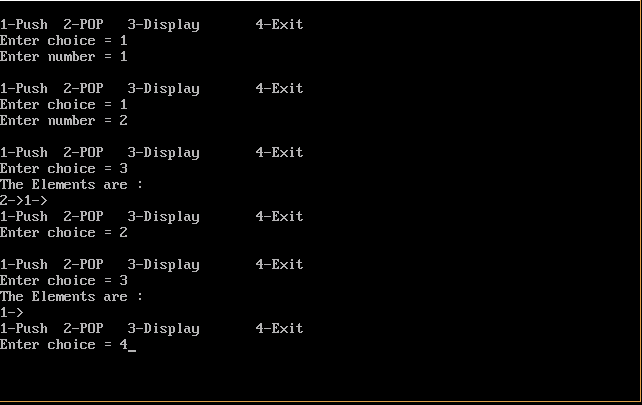 1-Push  2-POP   3-Display       4-Exit
Enter choice = 1
Enter number = 1
1-Push  2-POP   3-Display       4-Exit
Enter choice = 1
Enter number = 2
1-Push  2-POP   3-Display       4-Exit
Enter choice = 3
The Elements are :
2->1->
1-Push  2-POP   3-Display       4-Exit
Enter choice = 2
1-Push  2-POP   3-Display       4-Exit
Enter choice = 3
The Elements are :
1->
1-Push  2-POP   3-Display       4-Exit
Enter choice = 4_